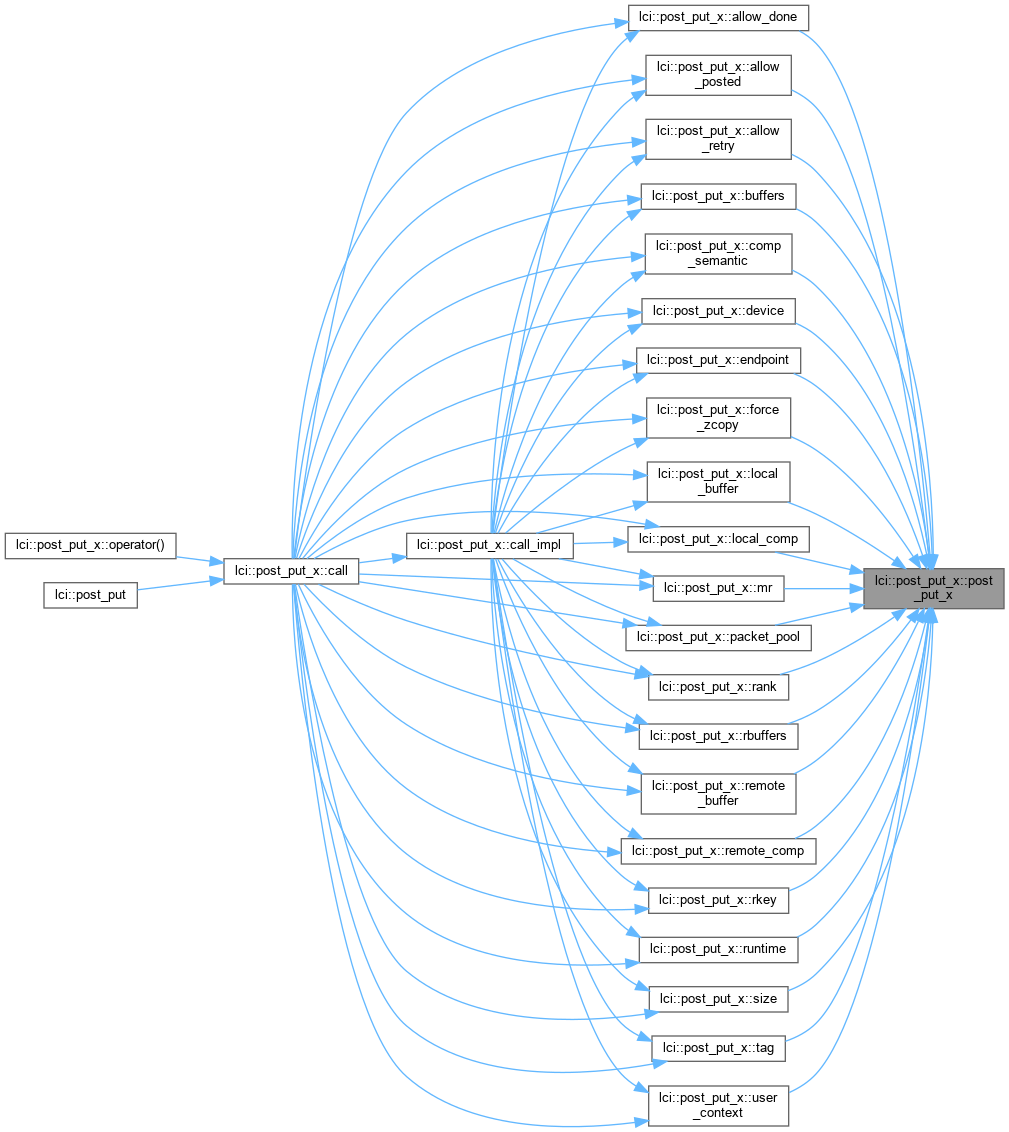 lci::post_put_x::allow_done
lci::post_put_x::allow
_posted
lci::post_put_x::allow
_retry
lci::post_put_x::buffers
lci::post_put_x::comp
_semantic
lci::post_put_x::device
lci::post_put_x::endpoint
lci::post_put_x::force
_zcopy
lci::post_put_x::local
_buffer
lci::post_put_x::operator()
lci::post_put
lci::post_put_x::call
lci::post_put_x::call_impl
lci::post_put_x::local_comp
lci::post_put_x::mr
lci::post_put_x::post
_put_x
lci::post_put_x::packet_pool
lci::post_put_x::rank
lci::post_put_x::rbuffers
lci::post_put_x::remote
_buffer
lci::post_put_x::remote_comp
lci::post_put_x::rkey
lci::post_put_x::runtime
lci::post_put_x::size
lci::post_put_x::tag
lci::post_put_x::user
_context